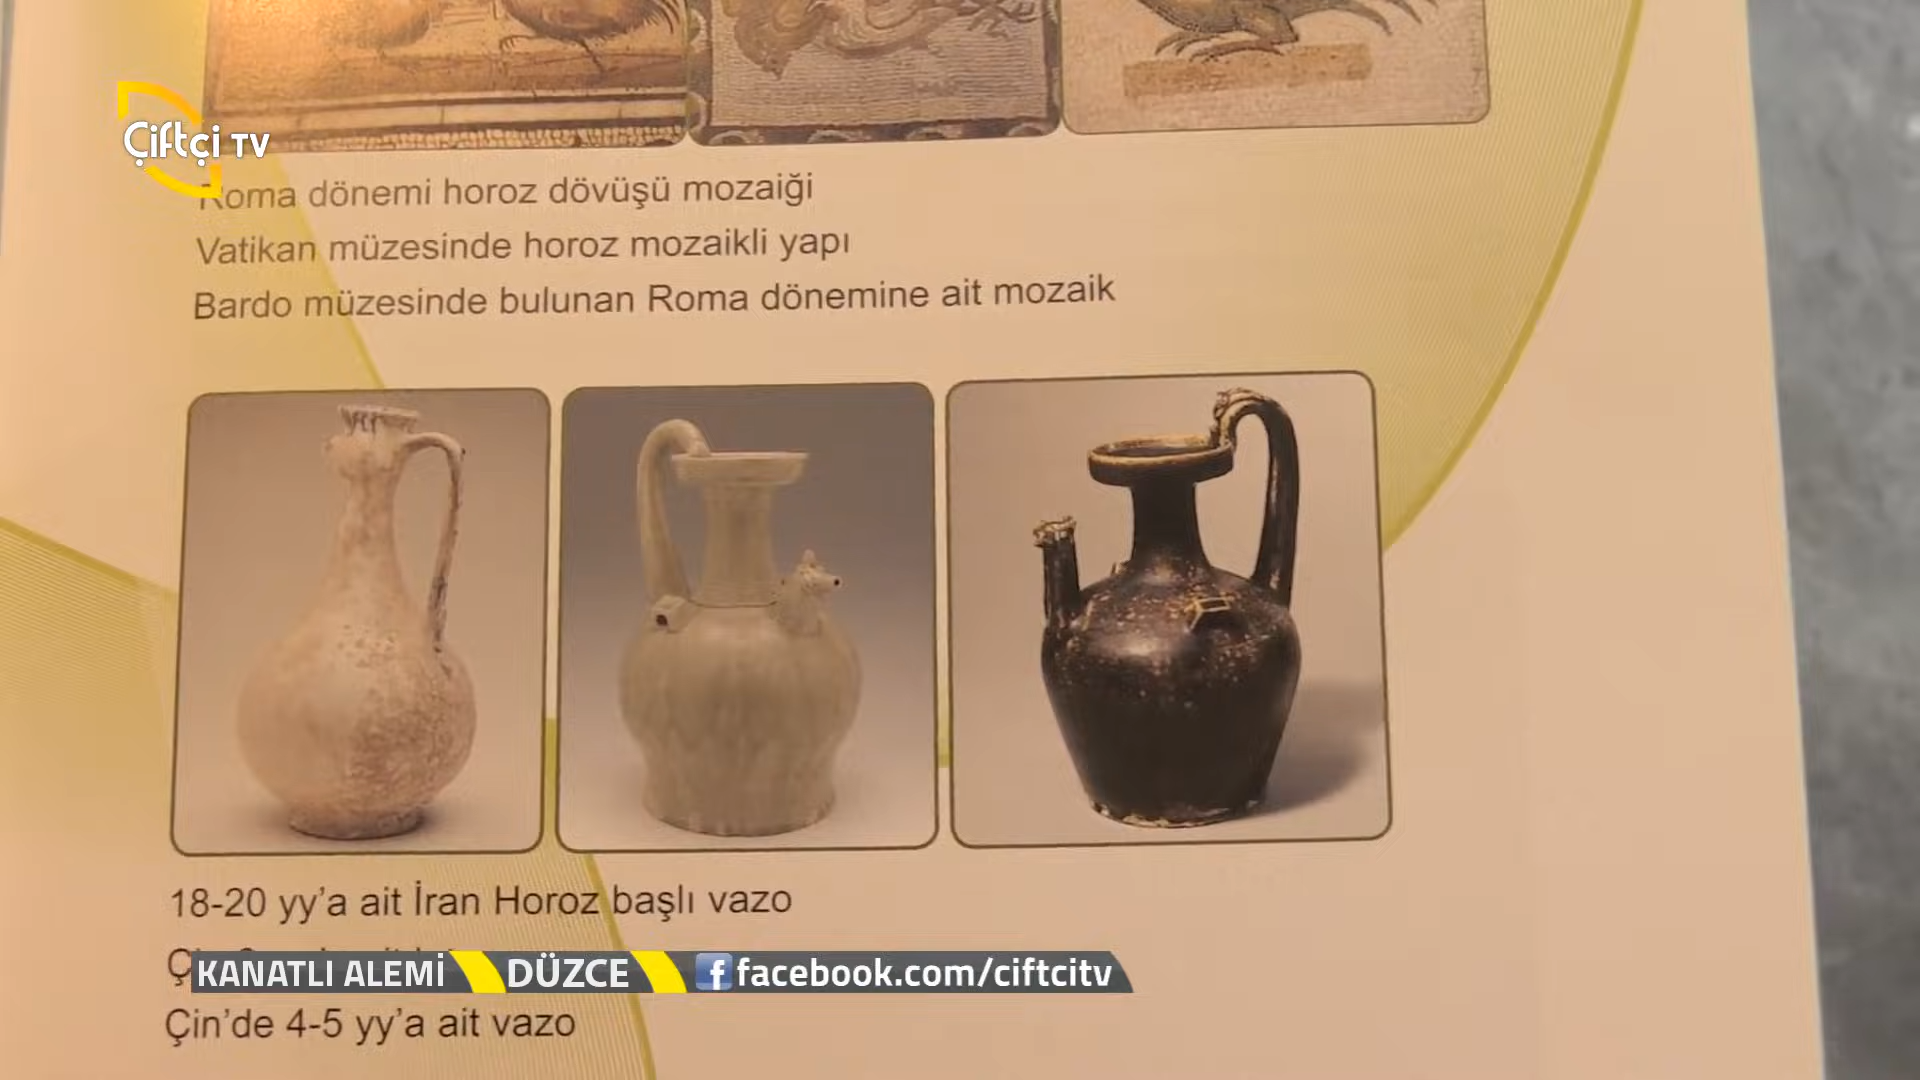 Çiftçi TV
Roma dönemi horoz dövüşü mozaiği
Vatikan müzesinde horoz mozaikli yapı
Bardo müzesinde bulunan Roma dönemine ait mozaik
18-20 yy’a ait İran Horoz başlı vazo
KANATLI ALEMİ DÜZCE facebook.com/ciftcitv
Çin’de 4-5 yy’a ait vazo